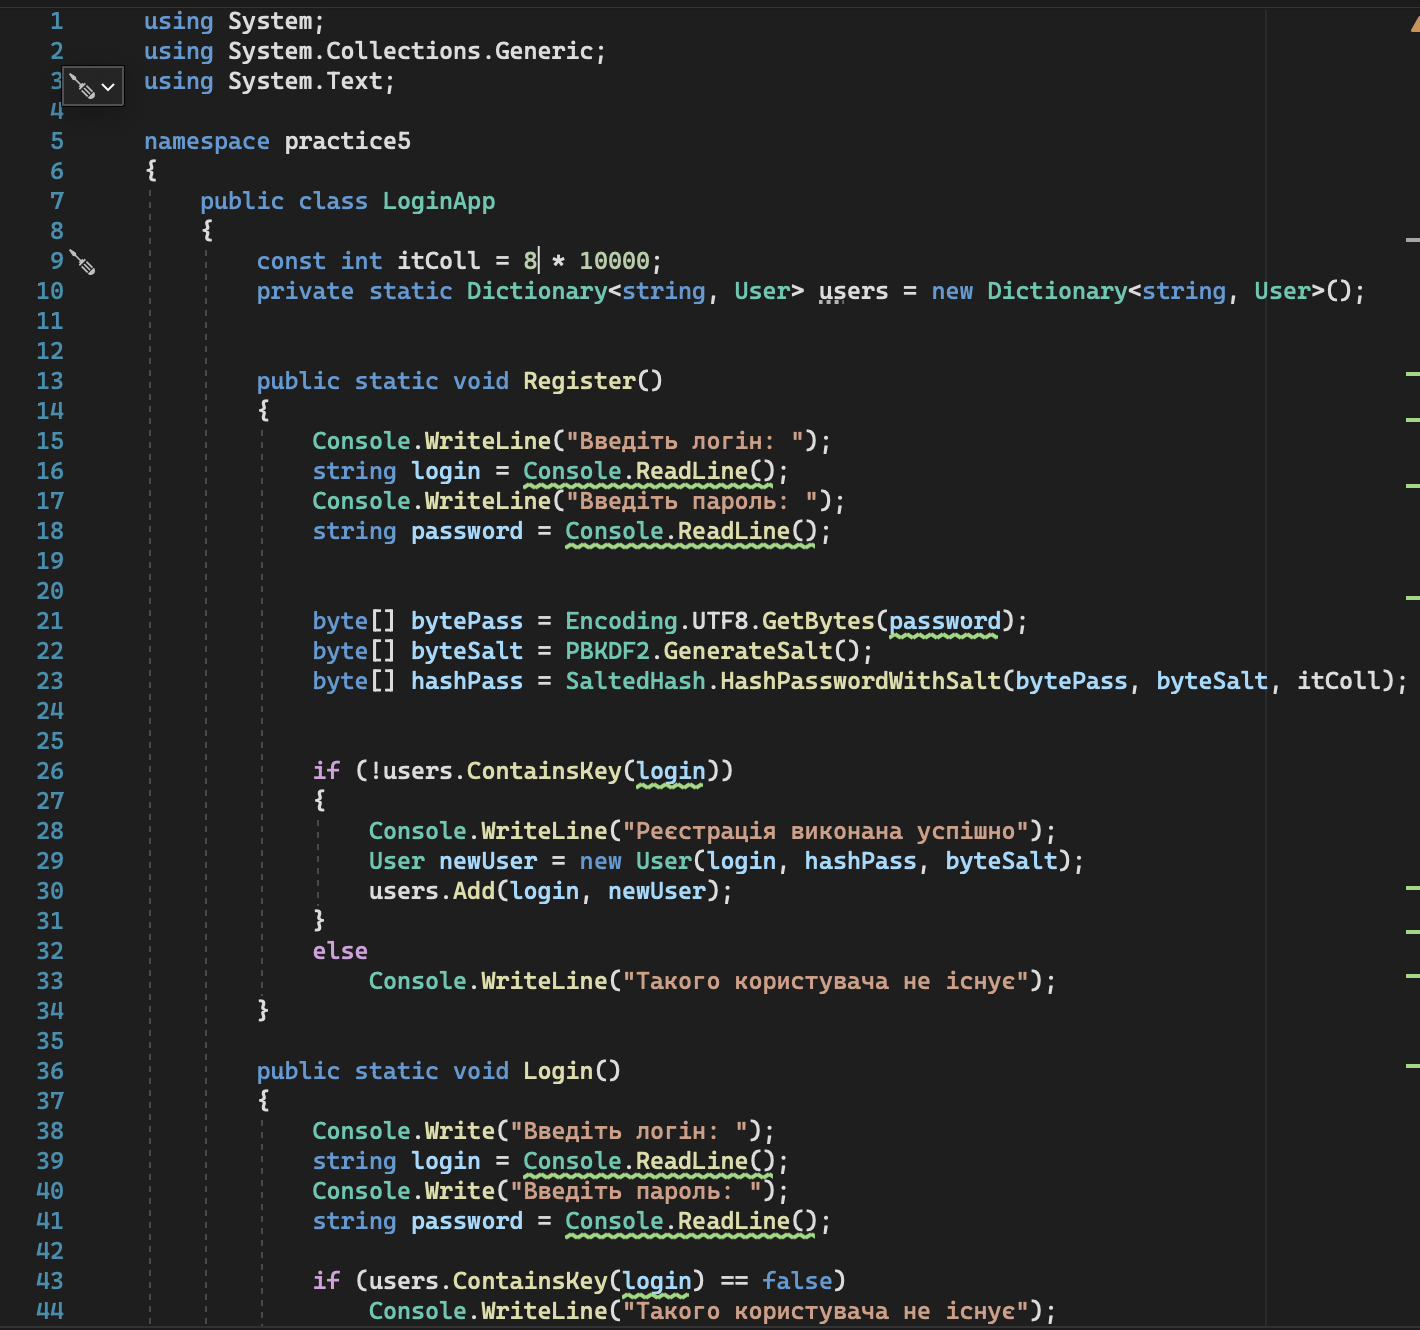 1 using System;
2 using System.Collections.Generic;
3 using System.Text;
4
5 namespace practice5
6 {
7 public class LoginApp
8 {
9 const int itColl = 8 * 10000;
10 private static Dictionary<string, User> users = new Dictionary<string, User>();
11
12
13 public static void Register()
14 {
15 Console.WriteLine("Введіть логін: ");
16 string login = Console.ReadLine();
17 Console.WriteLine("Введіть пароль: ");
18 string password = Console.ReadLine();
19
20
21 byte[] bytePass = Encoding.UTF8.GetBytes(password);
22 byte[] byteSalt = PBKDF2.GenerateSalt();
23 byte[] hashPass = SaltedHash.HashPasswordWithSalt(bytePass, byteSalt, itColl);
24
25
26 if (!users.ContainsKey(login))
27 {
28 Console.WriteLine("Реєстрація виконана успішно");
29 User newUser = new User(login, hashPass, byteSalt);
30 users.Add(login, newUser);
31 }
32 else
33 Console.WriteLine("Такого користувача не існує");
34 }
35
36 public static void Login()
37 {
38 Console.Write("Введіть логін: ");
39 string login = Console.ReadLine();
40 Console.Write("Введіть пароль: ");
41 string password = Console.ReadLine();
42
43 if (users.ContainsKey(login) == false)
44 Console.WriteLine("Такого користувача не існує");